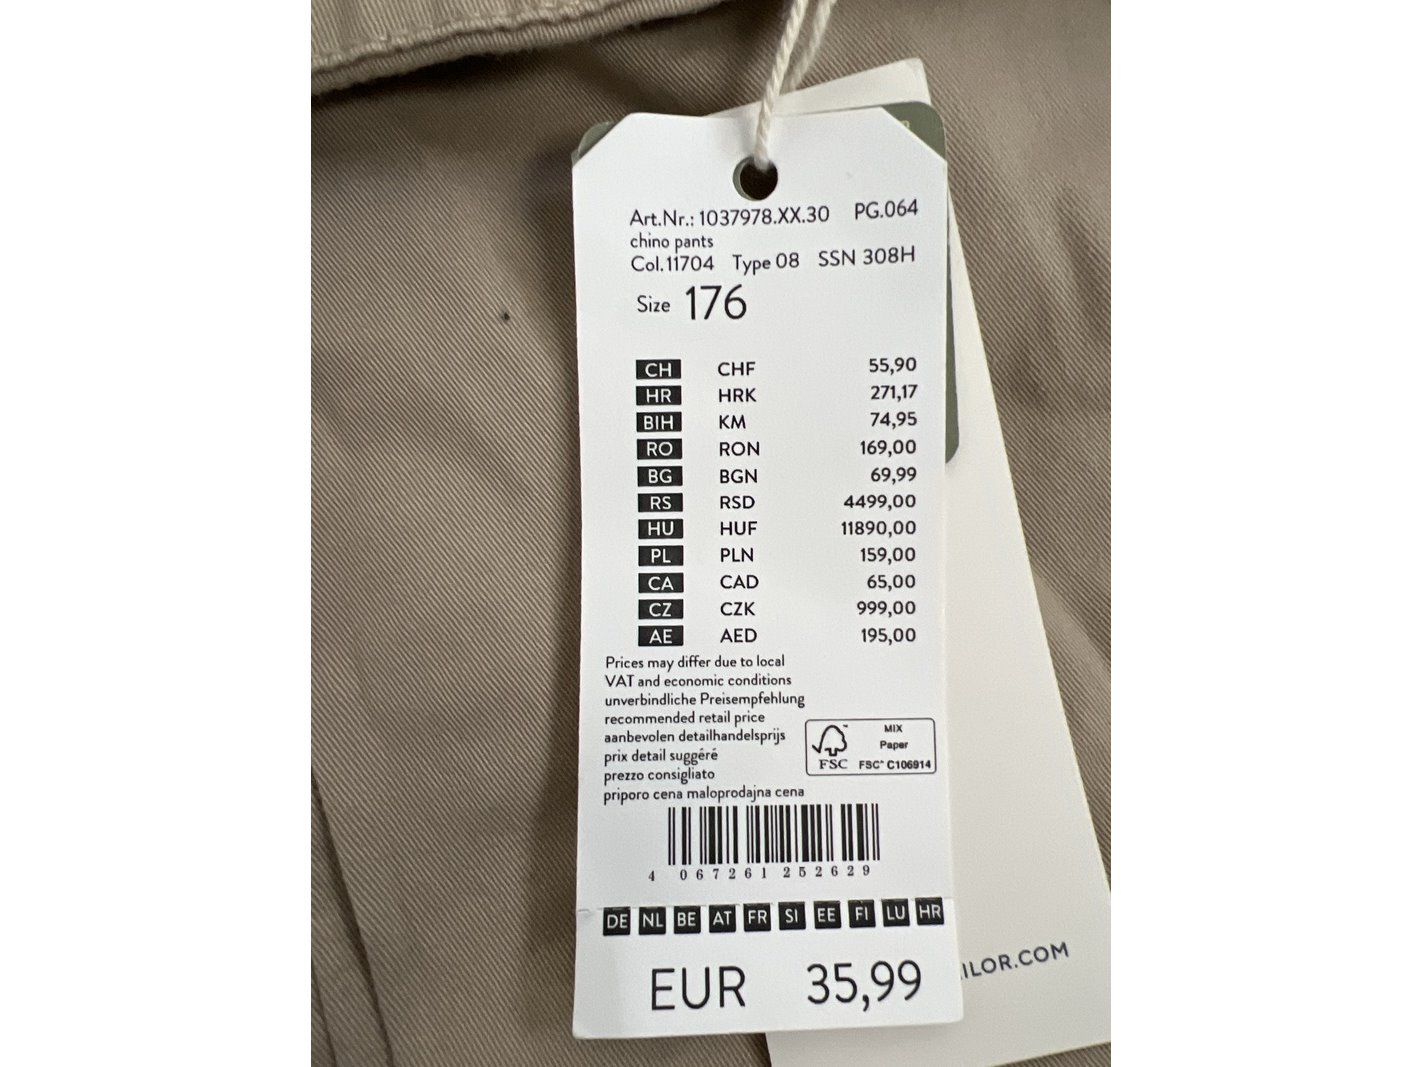 Art.Nr.: 1037978.XX.30 PG.064
chino pants
Col.11704 Type 08 SSN 308H
Size 176
CH CHF 55,90
HR HRK 271,17
BIH KM 74,95
RO RON 169,00
BG BGN 69,99
RS RSD 4499,00
HU HUF 11890,00
PL PLN 159,00
CA CAD 65,00
CZ CZK 999,00
AE AED 195,00
Prices may differ due to local
VAT and economic conditions
unverbindliche Preisempfehlung
recommended retail price
aanbevolen detailhandelsprijs
prix detail suggéré
prezzo consigliato
priporo cena maloprodajna cena
MIX
Paper
FSC FSC® C106914
4 067261 252629
DE NL BE AT FR SI EE FI LU HR
EUR 35,99
ILOR.COM